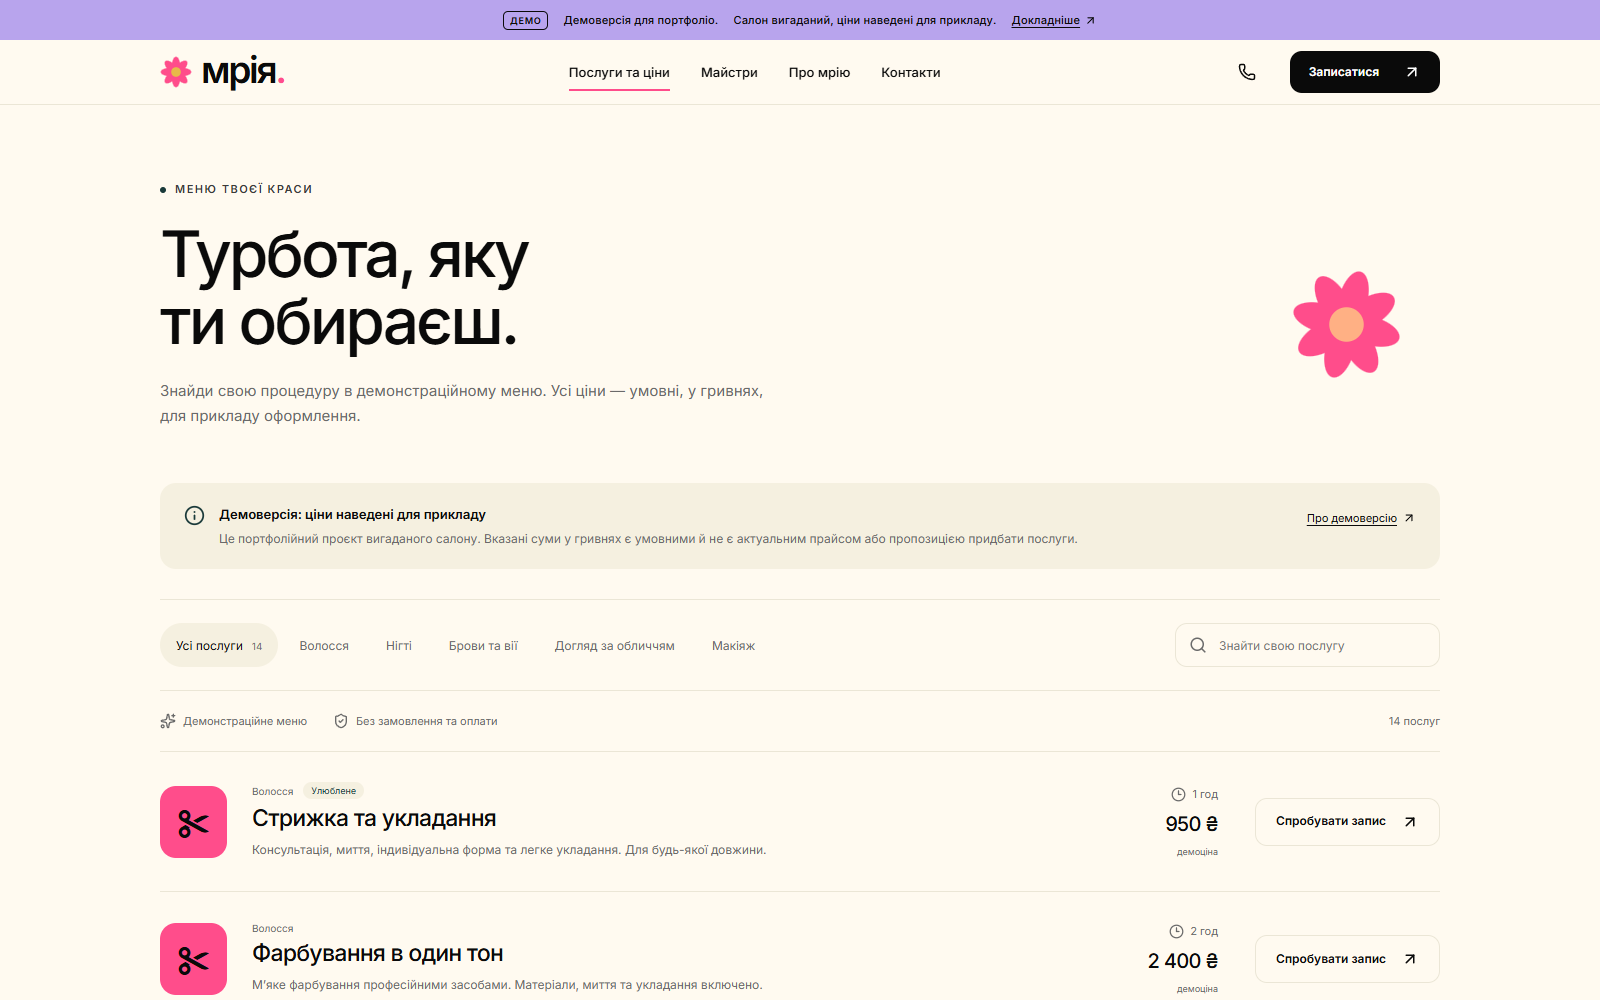 ДЕМО Демоверсія для портфоліо. Салон вигаданий, ціни наведені для прикладу. Докладніше
мрія.
Послуги та ціни Майстри Про мрію Контакти
Записатися
МЕНЮ ТВОЄЇ КРАСИ
Турбота, яку
ти обираєш.
Знайди свою процедуру в демонстраційному меню. Усі ціни — умовні, у гривнях,
для прикладу оформлення.
Демоверсія: ціни наведені для прикладу
Це портфолійний проєкт вигаданого салону. Вказані суми у гривнях є умовними й не є актуальним прайсом або пропозицією придбати послуги.
Про демоверсію
Усі послуги 14 Волосся Нігті Брови та вії Догляд за обличчям Макіяж
Знайти свою послугу
Демонстраційне меню Без замовлення та оплати
14 послуг
Волосся Улюблене
Стрижка та укладання
Консультація, миття, індивідуальна форма та легке укладання. Для будь-якої довжини.
1 год
950 ₴
демоціна
Спробувати запис
Волосся
Фарбування в один тон
М’яке фарбування професійними засобами. Матеріали, миття та укладання включено.
2 год
2 400 ₴
демоціна
Спробувати запис